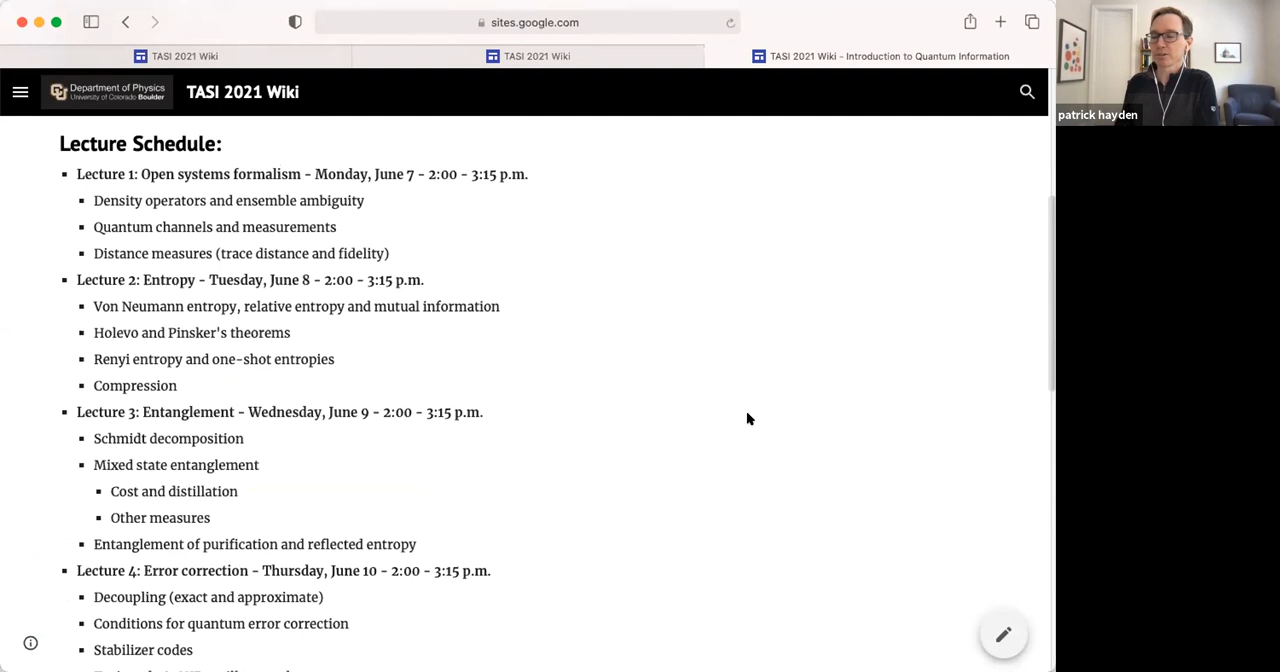 sites.google.com
TASI 2021 Wiki
TASI 2021 Wiki
TASI 2021 Wiki - Introduction to Quantum Information
Department of Physics
University of Colorado Boulder
TASI 2021 Wiki
patrick hayden
Lecture Schedule:
Lecture 1: Open systems formalism - Monday, June 7 - 2:00 - 3:15 p.m.
Density operators and ensemble ambiguity
Quantum channels and measurements
Distance measures (trace distance and fidelity)
Lecture 2: Entropy - Tuesday, June 8 - 2:00 - 3:15 p.m.
Von Neumann entropy, relative entropy and mutual information
Holevo and Pinsker's theorems
Renyi entropy and one-shot entropies
Compression
Lecture 3: Entanglement - Wednesday, June 9 - 2:00 - 3:15 p.m.
Schmidt decomposition
Mixed state entanglement
Cost and distillation
Other measures
Entanglement of purification and reflected entropy
Lecture 4: Error correction - Thursday, June 10 - 2:00 - 3:15 p.m.
Decoupling (exact and approximate)
Conditions for quantum error correction
Stabilizer codes